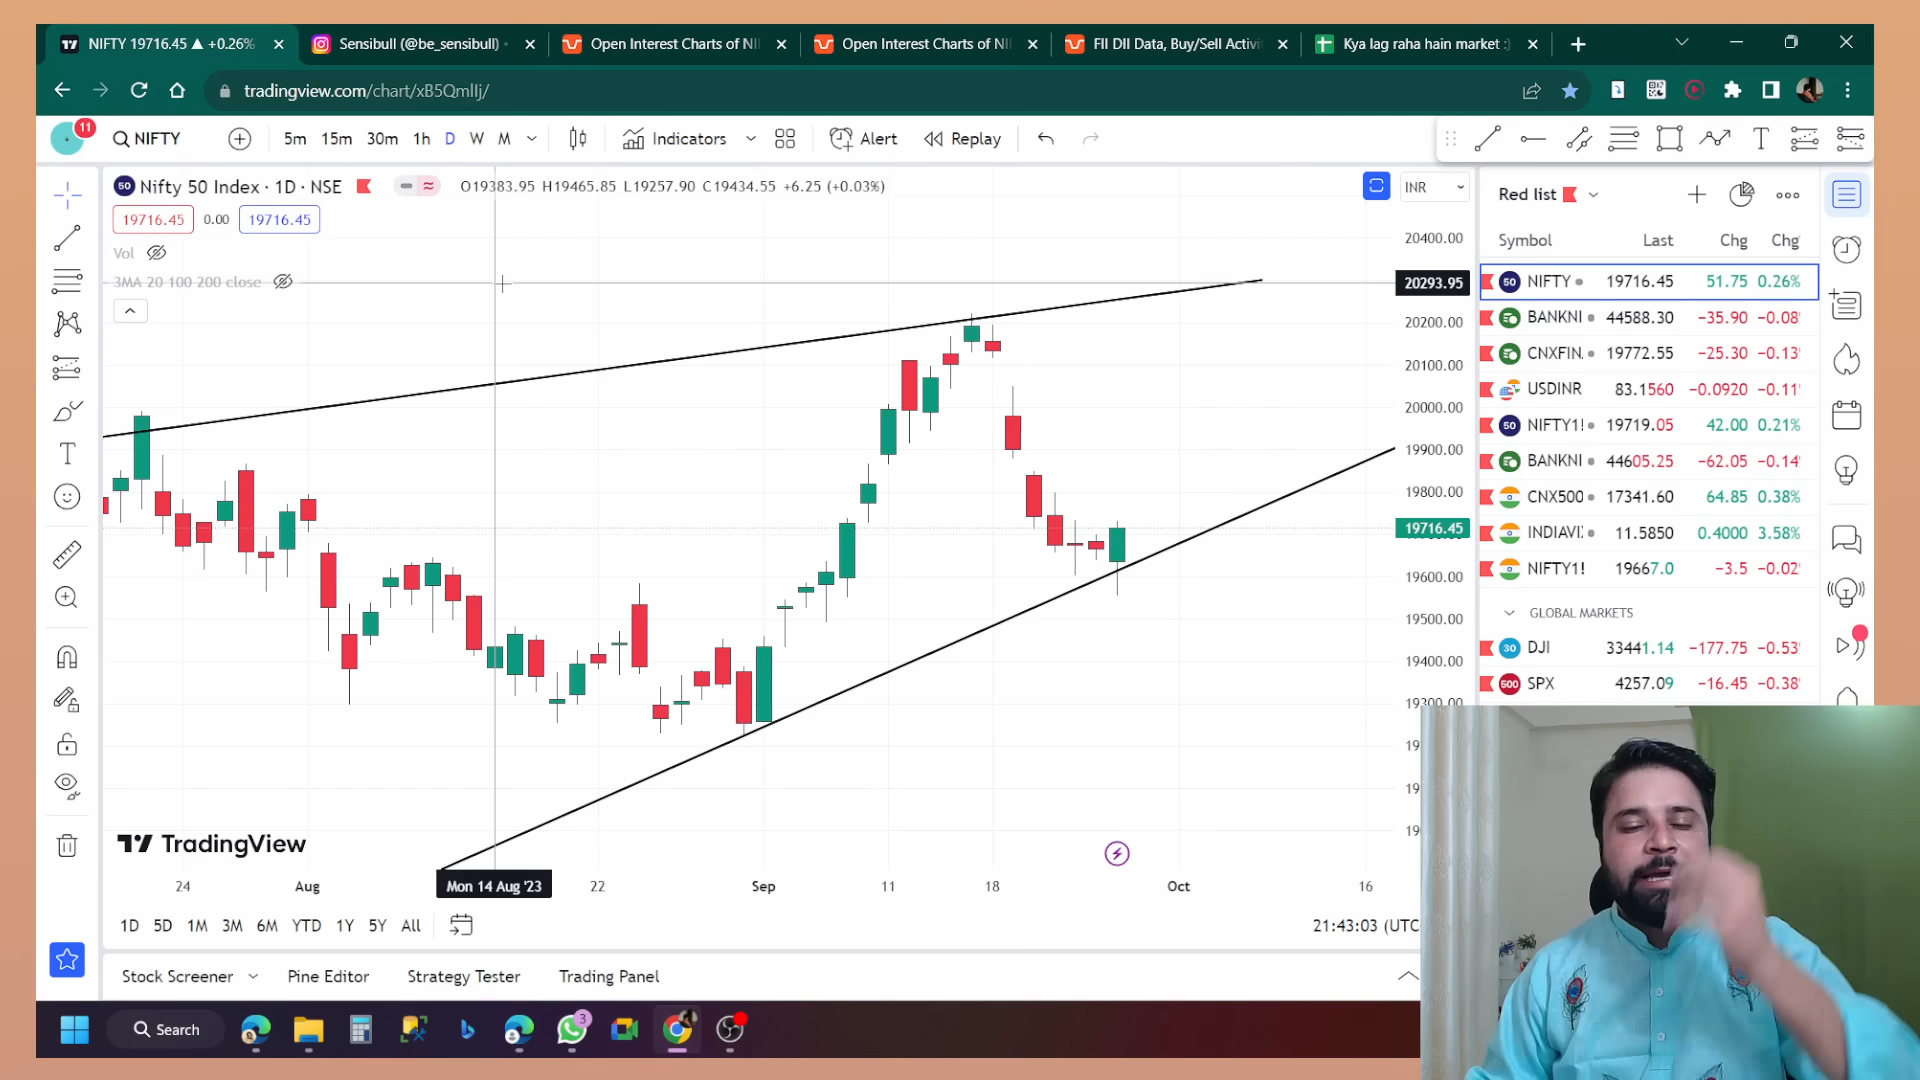 NIFTY 19716.45 ▲ +0.26%
Sensibull (@be_sensibull)
Open Interest Charts of NI
Open Interest Charts of NI
FII DII Data, Buy/Sell Activi
Kya lag raha hain market :)
tradingview.com/chart/xB5QmlIj/
11
NIFTY
5m 15m 30m 1h D W M
Indicators
Alert
Replay
50 Nifty 50 Index · 1D · NSE
O19383.95 H19465.85 L19257.90 C19434.55 +6.25 (+0.03%)
INR
19716.45 0.00 19716.45
Vol
3MA 20 100 200 close
20400.00
20293.95
20200.00
20100.00
20000.00
19900.00
19800.00
19716.45
19600.00
19500.00
19400.00
19300.00
Red list
Symbol Last Chg Chg
50 NIFTY 19716.45 51.75 0.26%
BANKNI 44588.30 −35.90 −0.08
CNXFIN. 19772.55 −25.30 −0.13
USDINR 83.1560 −0.0920 −0.11
50 NIFTY1! 19719.05 42.00 0.21%
BANKNI 44605.25 −62.05 −0.14
CNX500 17341.60 64.85 0.38%
INDIAVI 11.5850 0.4000 3.58%
NIFTY1! 19667.0 −3.5 −0.02
GLOBAL MARKETS
30 DJI 33441.14 −177.75 −0.53
500 SPX 4257.09 −16.45 −0.38
TradingView
24 Aug Mon 14 Aug '23 22 Sep 11 18 Oct 16
1D 5D 1M 3M 6M YTD 1Y 5Y All
21:43:03 (UTC
Stock Screener
Pine Editor
Strategy Tester
Trading Panel
Search
3